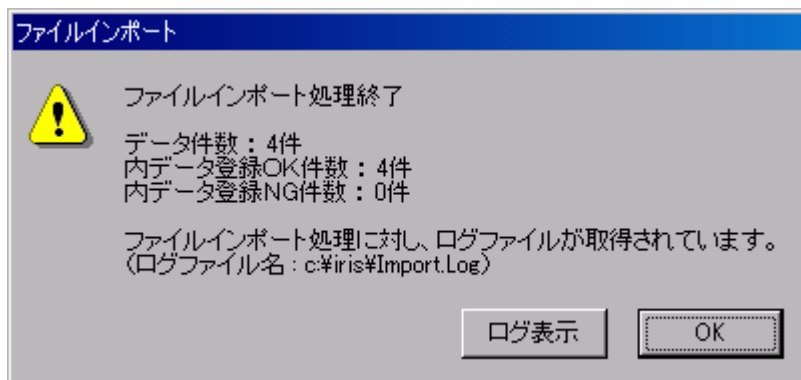 ファイルインポート
ファイルインポート処理終了
データ件数：4件
内データ登録OK件数：4件
内データ登録NG件数：0件
ファイルインポート処理に対し、ログファイルが取得されています。
（ログファイル名：c:¥iris¥Import.Log）
ログ表示
OK